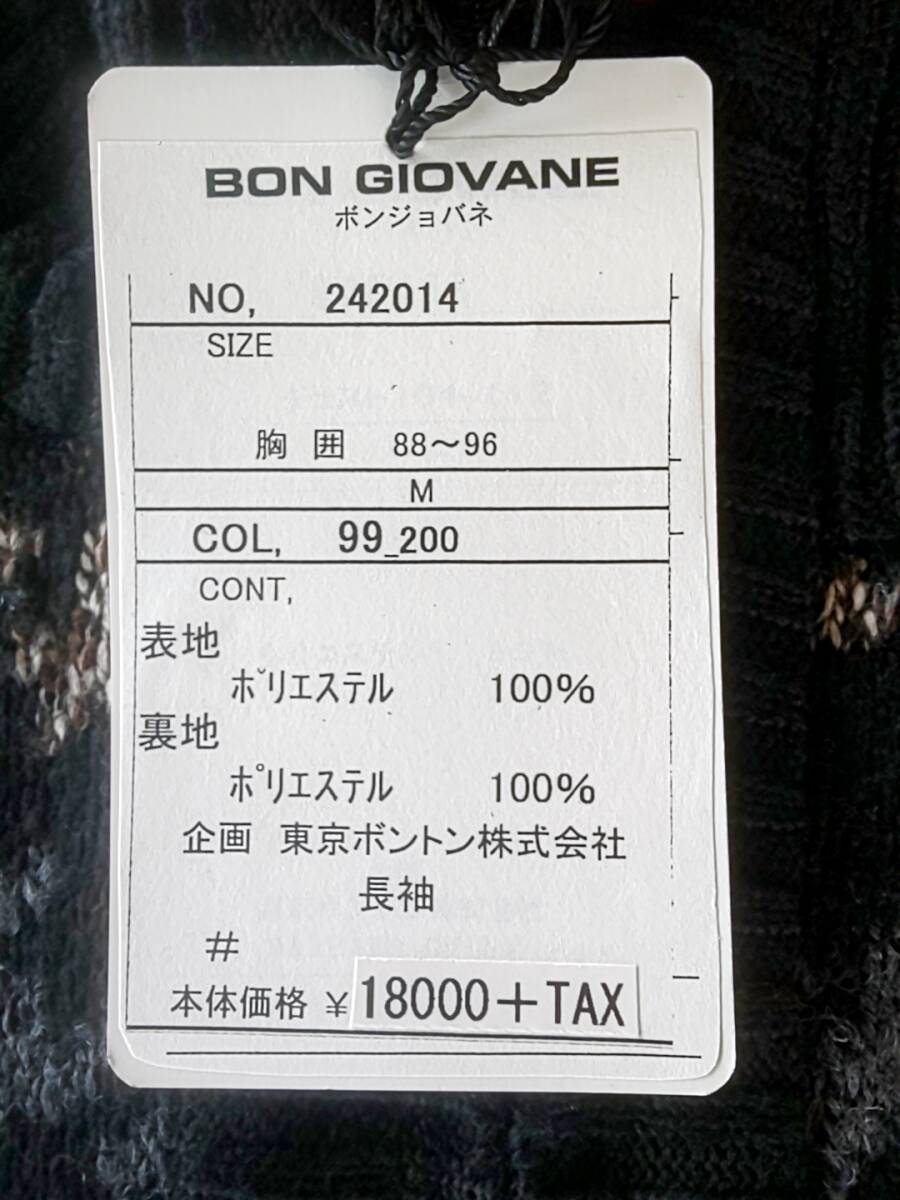 BON GIOVANE
ボンジョバネ
NO, 242014
SIZE
胸 囲 88～96
M
COL, 99_200
CONT,
表地
ﾎﾟﾘｴｽﾃﾙ 100%
裏地
ﾎﾟﾘｴｽﾃﾙ 100%
企画 東京ボントン株式会社
長袖
#
本体価格 ¥ 18000+TAX